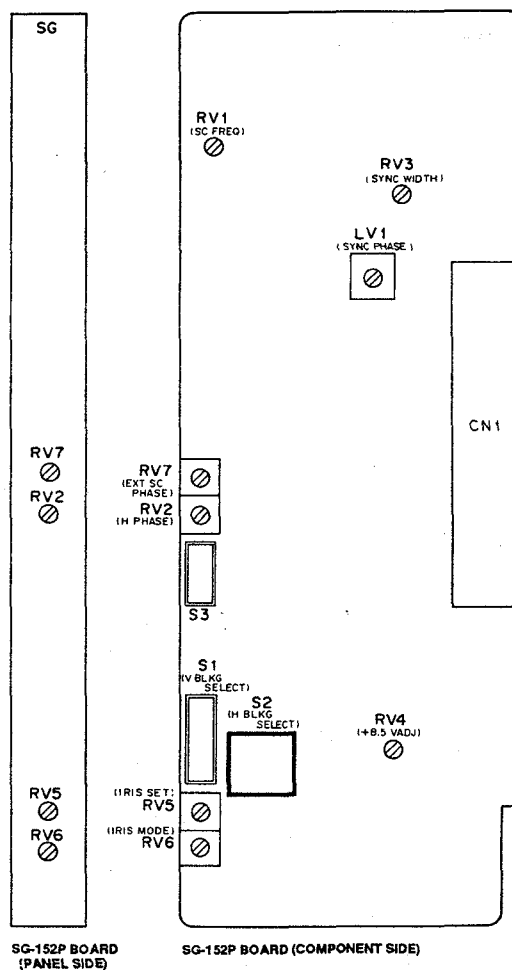 SG
RV1
(SC FREQ)
RV3
(SYNC WIDTH)
LV1
(SYNC PHASE)
CN1
RV7
RV2
RV7
(EXT SC
PHASE)
RV2
(H PHASE)
S3
S1
(V BLKG
SELECT)
S2
(H BLKG
SELECT)
RV4
(+8.5 VADJ)
RV5
RV6
(IRIS SET)
RV5
(IRIS MODE)
RV6
SG-152P BOARD
(PANEL SIDE)
SG-152P BOARD (COMPONENT SIDE)